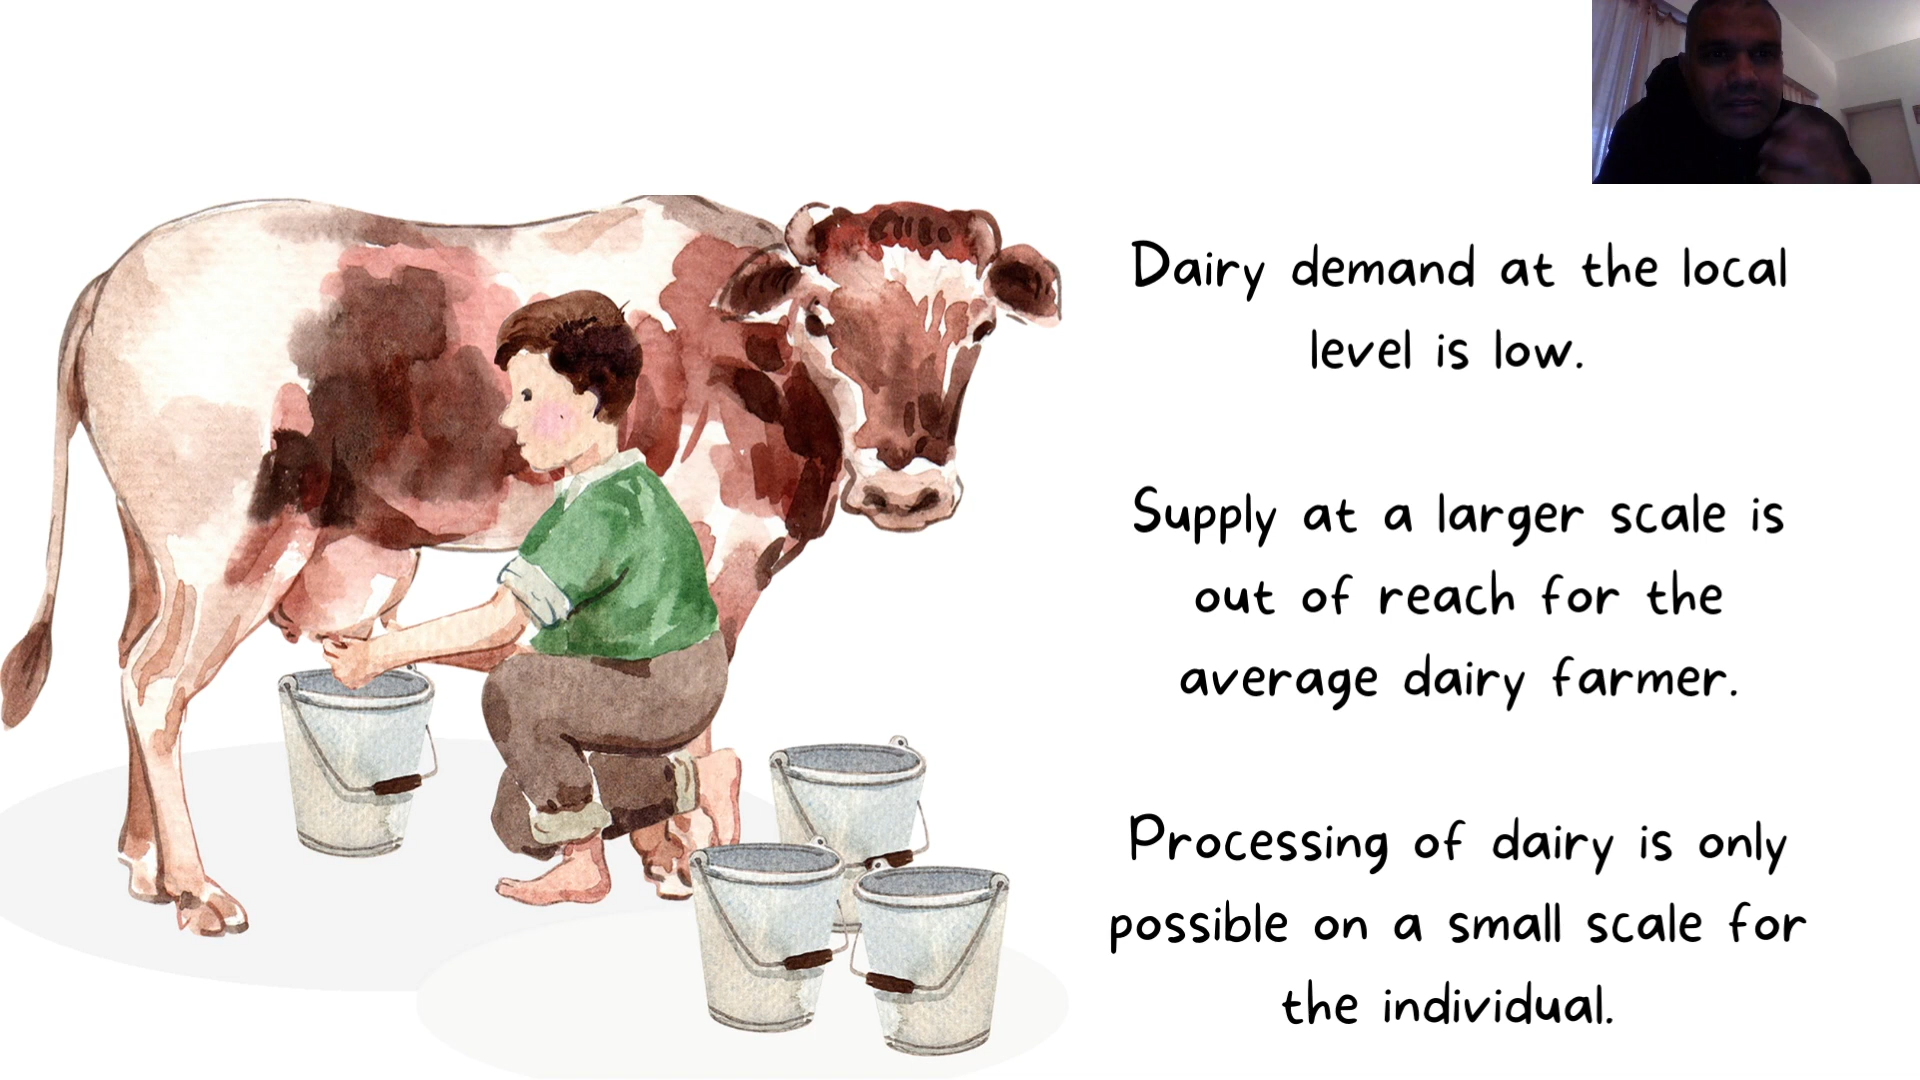 Dairy demand at the local
level is low.
Supply at a larger scale is
out of reach for the
average dairy farmer.
Processing of dairy is only
possible on a small scale for
the individual.